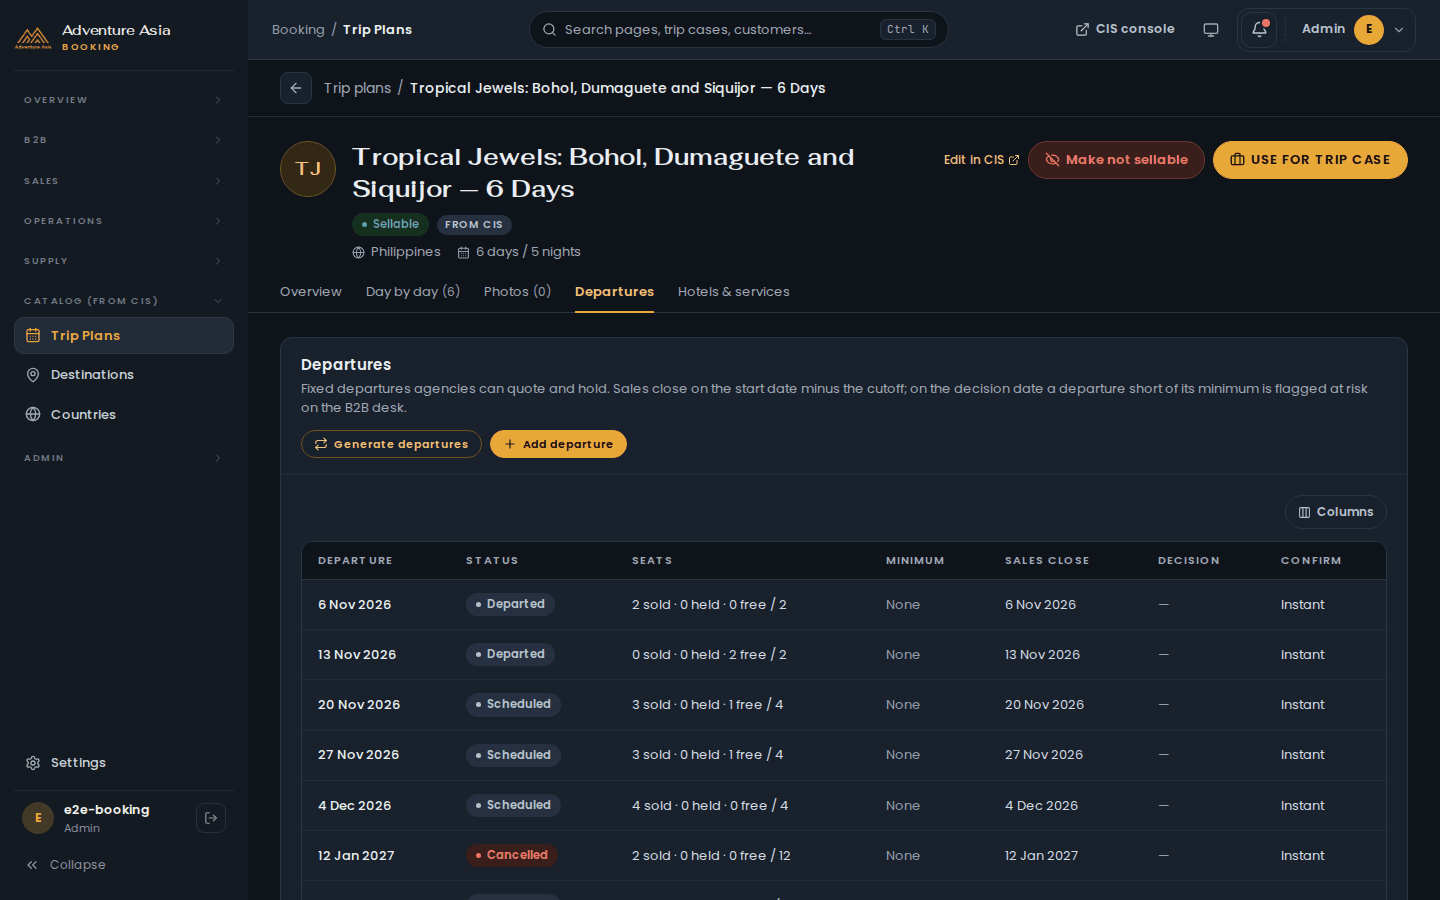 Adventure Asia
BOOKING
Adventure Asia
Booking / Trip Plans
Search pages, trip cases, customers...
Ctrl K
CIS console
Admin
E
OVERVIEW
B2B
SALES
OPERATIONS
SUPPLY
CATALOG (FROM CIS)
Trip Plans
Destinations
Countries
ADMIN
Settings
E
e2e-booking
Admin
Collapse
Trip plans / Tropical Jewels: Bohol, Dumaguete and Siquijor — 6 Days
TJ
Tropical Jewels: Bohol, Dumaguete and
Siquijor — 6 Days
Edit in CIS
Make not sellable
USE FOR TRIP CASE
Sellable
FROM CIS
Philippines
6 days / 5 nights
Overview
Day by day (6)
Photos (0)
Departures
Hotels & services
Departures
Fixed departures agencies can quote and hold. Sales close on the start date minus the cutoff; on the decision date a departure short of its minimum is flagged at risk
on the B2B desk.
Generate departures
Add departure
Columns
DEPARTURE STATUS SEATS MINIMUM SALES CLOSE DECISION CONFIRM
6 Nov 2026 Departed 2 sold · 0 held · 0 free / 2 None 6 Nov 2026 — Instant
13 Nov 2026 Departed 0 sold · 0 held · 2 free / 2 None 13 Nov 2026 — Instant
20 Nov 2026 Scheduled 3 sold · 0 held · 1 free / 4 None 20 Nov 2026 — Instant
27 Nov 2026 Scheduled 3 sold · 0 held · 1 free / 4 None 27 Nov 2026 — Instant
4 Dec 2026 Scheduled 4 sold · 0 held · 0 free / 4 None 4 Dec 2026 — Instant
12 Jan 2027 Cancelled 2 sold · 0 held · 0 free / 12 None 12 Jan 2027 — Instant